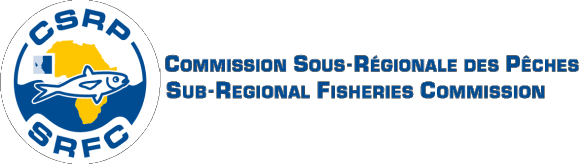 CSRP
SRFC
COMMISSION SOUS-RÉGIONALE DES PÊCHES
SUB-REGIONAL FISHERIES COMMISSION